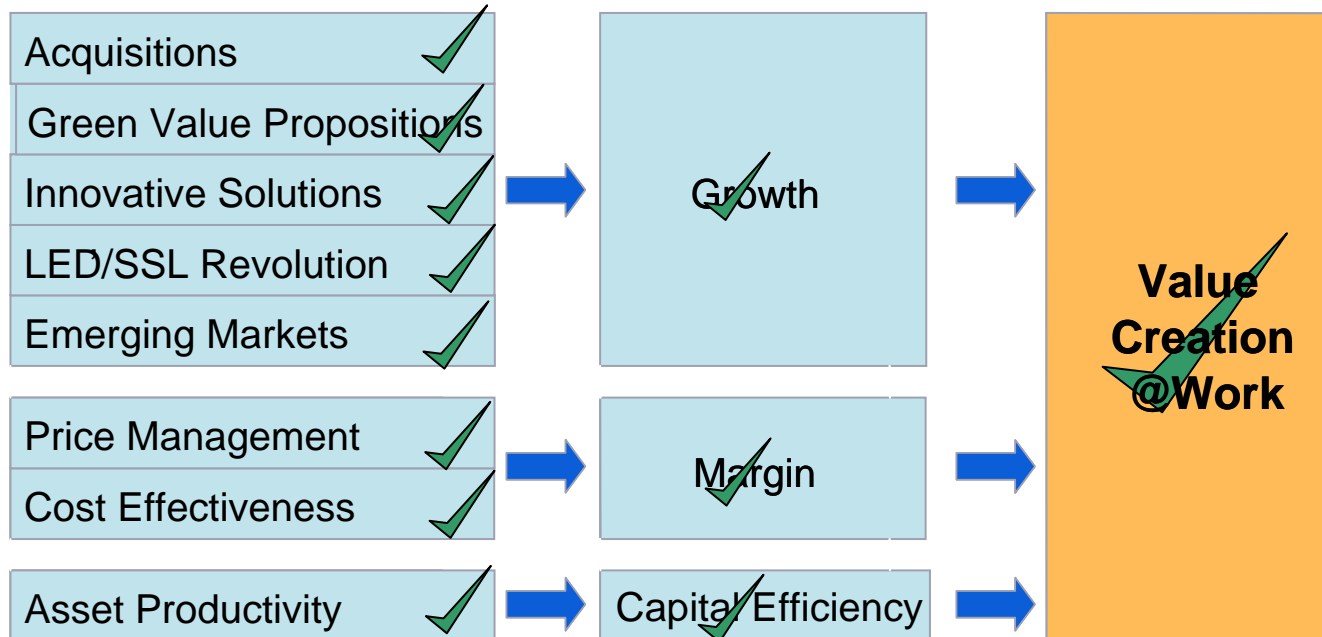 Acquisitions
Green Value Propositions
Innovative Solutions
LED/SSL Revolution
Emerging Markets
Growth
Price Management
Cost Effectiveness
Margin
Asset Productivity
Capital Efficiency
Value
Creation
@Work